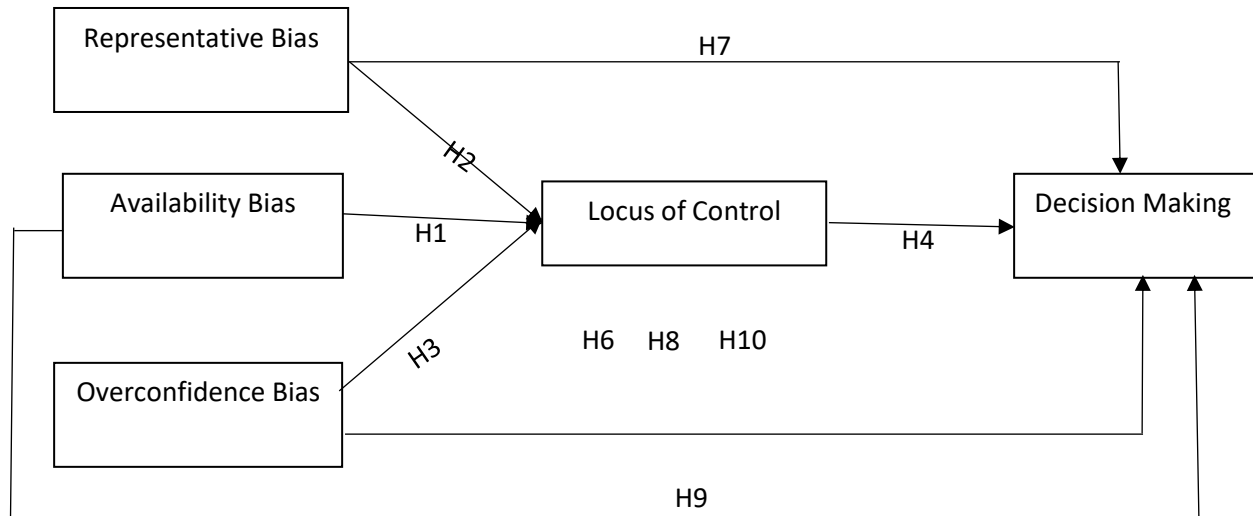 Representative Bias
H7
H2
Availability Bias
Locus of Control
Decision Making
H1
H4
H3
H6 H8 H10
Overconfidence Bias
H9